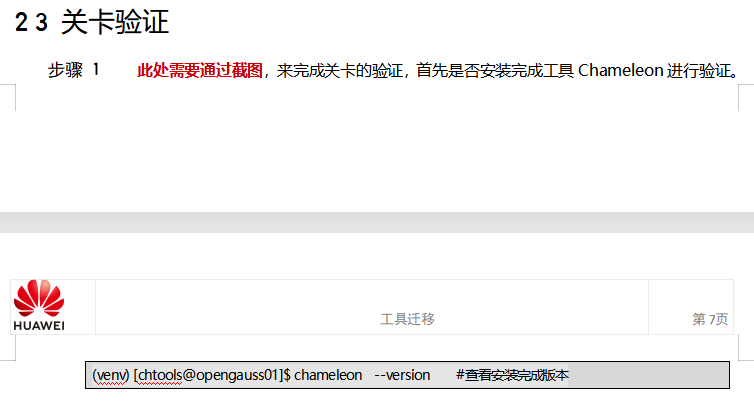 2 3 关卡验证
步骤 1 此处需要通过截图，来完成关卡的验证，首先是否安装完成工具 Chameleon 进行验证。
HUAWEI
工具迁移
第 7页
(venv) [chtools@opengauss01]$ chameleon --version #查看安装完成版本